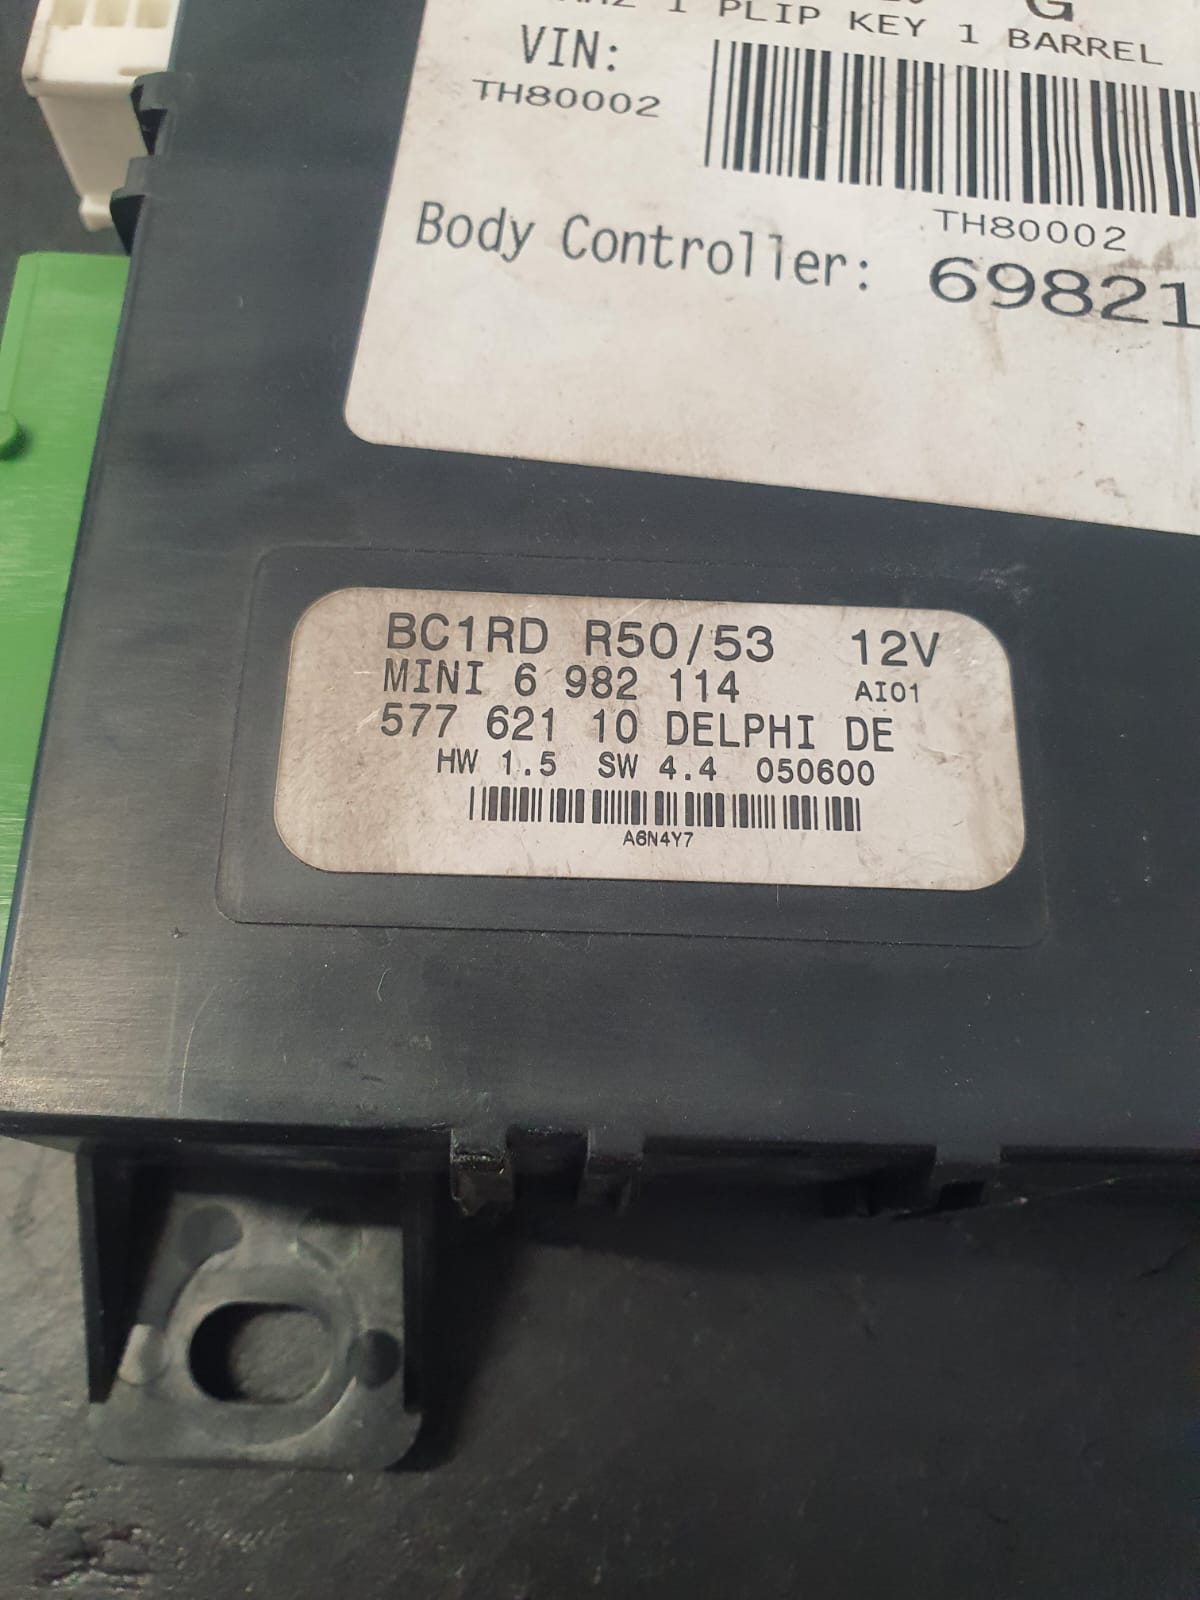 G
1 PLIP KEY 1 BARREL
VIN:
TH80002
TH80002
Body Controller: 69821
BC1RD R50/53 12V
MINI 6 982 114 AI01
577 621 10 DELPHI DE
HW 1.5 SW 4.4 050600
A6N4Y7